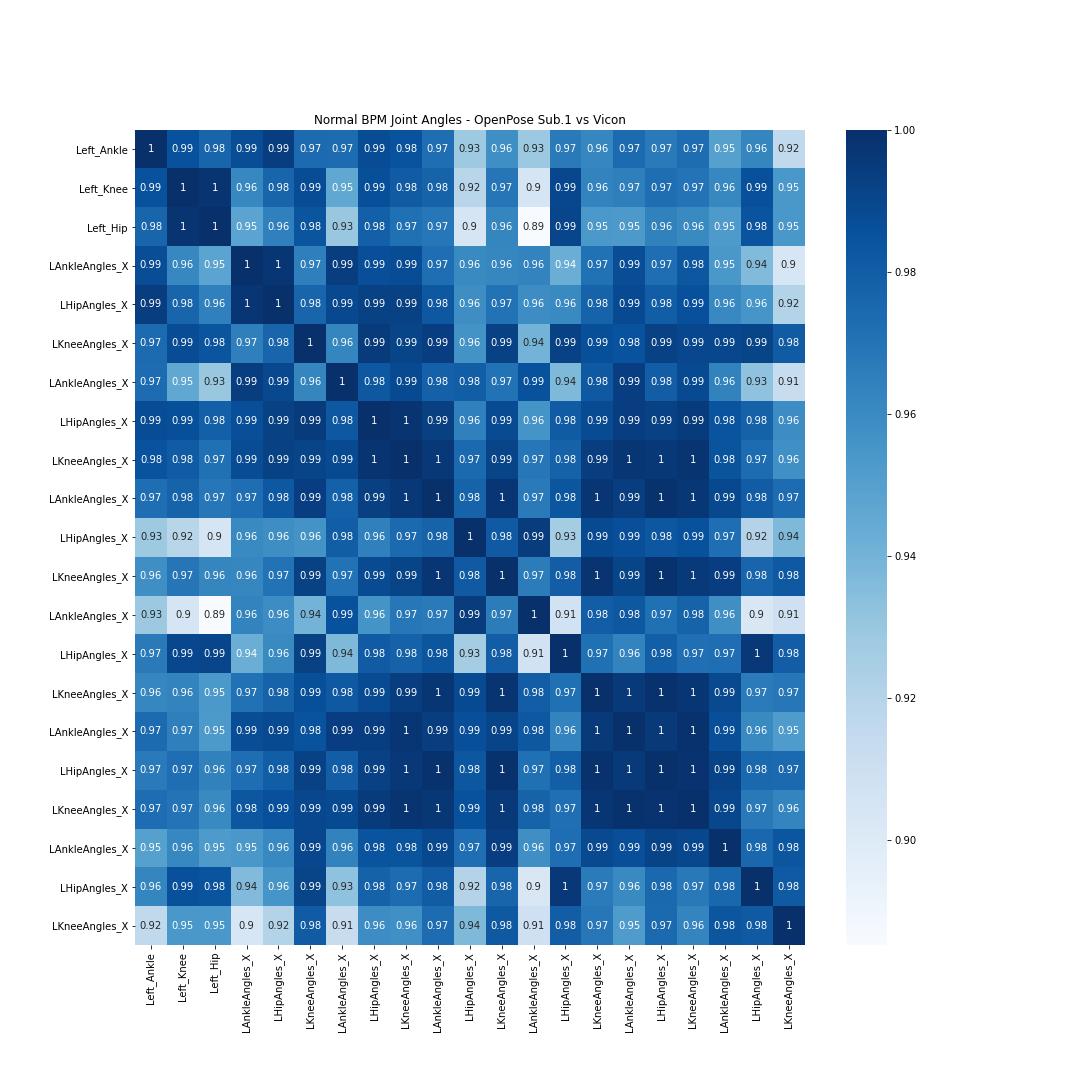 Normal BPM Joint Angles - OpenPose Sub.1 vs Vicon
Left_Ankle 1 0.99 0.98 0.99 0.99 0.97 0.97 0.99 0.98 0.97 0.93 0.96 0.93 0.97 0.96 0.97 0.97 0.97 0.95 0.96 0.92
Left_Knee 0.99 1 1 0.96 0.98 0.99 0.95 0.99 0.98 0.98 0.92 0.97 0.9 0.99 0.96 0.97 0.97 0.97 0.96 0.99 0.95
Left_Hip 0.98 1 1 0.95 0.96 0.98 0.93 0.98 0.97 0.97 0.9 0.96 0.89 0.99 0.95 0.95 0.96 0.96 0.95 0.98 0.95
LAnkleAngles_X 0.99 0.96 0.95 1 1 0.97 0.99 0.99 0.99 0.97 0.96 0.96 0.96 0.94 0.97 0.99 0.97 0.98 0.95 0.94 0.9
LHipAngles_X 0.99 0.98 0.96 1 1 0.98 0.99 0.99 0.99 0.98 0.96 0.97 0.96 0.96 0.98 0.99 0.98 0.99 0.96 0.96 0.92
LKneeAngles_X 0.97 0.99 0.98 0.97 0.98 1 0.96 0.99 0.99 0.99 0.96 0.99 0.94 0.99 0.99 0.98 0.99 0.99 0.99 0.99 0.98
LAnkleAngles_X 0.97 0.95 0.93 0.99 0.99 0.96 1 0.98 0.99 0.98 0.98 0.97 0.99 0.94 0.98 0.99 0.98 0.99 0.96 0.93 0.91
LHipAngles_X 0.99 0.99 0.98 0.99 0.99 0.99 0.98 1 1 0.99 0.96 0.99 0.96 0.98 0.99 0.99 0.99 0.99 0.98 0.98 0.96
LKneeAngles_X 0.98 0.98 0.97 0.99 0.99 0.99 0.99 1 1 1 0.97 0.99 0.97 0.98 0.99 1 1 1 0.98 0.97 0.96
LAnkleAngles_X 0.97 0.98 0.97 0.97 0.98 0.99 0.98 0.99 1 1 0.98 1 0.97 0.98 1 0.99 1 1 0.99 0.98 0.97
LHipAngles_X 0.93 0.92 0.9 0.96 0.96 0.96 0.98 0.96 0.97 0.98 1 0.98 0.99 0.93 0.99 0.99 0.98 0.99 0.97 0.92 0.94
LKneeAngles_X 0.96 0.97 0.96 0.96 0.97 0.99 0.97 0.99 0.99 1 0.98 1 0.97 0.98 1 0.99 1 1 0.99 0.98 0.98
LAnkleAngles_X 0.93 0.9 0.89 0.96 0.96 0.94 0.99 0.96 0.97 0.97 0.99 0.97 1 0.91 0.98 0.98 0.97 0.98 0.96 0.9 0.91
LHipAngles_X 0.97 0.99 0.99 0.94 0.96 0.99 0.94 0.98 0.98 0.98 0.93 0.98 0.91 1 0.97 0.96 0.98 0.97 0.97 1 0.98
LKneeAngles_X 0.96 0.96 0.95 0.97 0.98 0.99 0.98 0.99 0.99 1 0.99 1 0.98 0.97 1 1 1 1 0.99 0.97 0.97
LAnkleAngles_X 0.97 0.97 0.95 0.99 0.99 0.98 0.99 0.99 1 0.99 0.99 0.99 0.98 0.96 1 1 1 1 0.99 0.96 0.95
LHipAngles_X 0.97 0.97 0.96 0.97 0.98 0.99 0.98 0.99 1 1 0.98 1 0.97 0.98 1 1 1 1 0.99 0.98 0.97
LKneeAngles_X 0.97 0.97 0.96 0.98 0.99 0.99 0.99 0.99 1 1 0.99 1 0.98 0.97 1 1 1 1 0.99 0.97 0.96
LAnkleAngles_X 0.95 0.96 0.95 0.95 0.96 0.99 0.96 0.98 0.98 0.99 0.97 0.99 0.96 0.97 0.99 0.99 0.99 0.99 1 0.98 0.98
LHipAngles_X 0.96 0.99 0.98 0.94 0.96 0.99 0.93 0.98 0.97 0.98 0.92 0.98 0.9 1 0.97 0.96 0.98 0.97 0.98 1 0.98
LKneeAngles_X 0.92 0.95 0.95 0.9 0.92 0.98 0.91 0.96 0.96 0.97 0.94 0.98 0.91 0.98 0.97 0.95 0.97 0.96 0.98 0.98 1
Left_Ankle
Left_Knee
Left_Hip
LAnkleAngles_X
LHipAngles_X
LKneeAngles_X
LAnkleAngles_X
LHipAngles_X
LKneeAngles_X
LAnkleAngles_X
LHipAngles_X
LKneeAngles_X
LAnkleAngles_X
LHipAngles_X
LKneeAngles_X
LAnkleAngles_X
LHipAngles_X
LKneeAngles_X
LAnkleAngles_X
LHipAngles_X
LKneeAngles_X
1.00
0.98
0.96
0.94
0.92
0.90